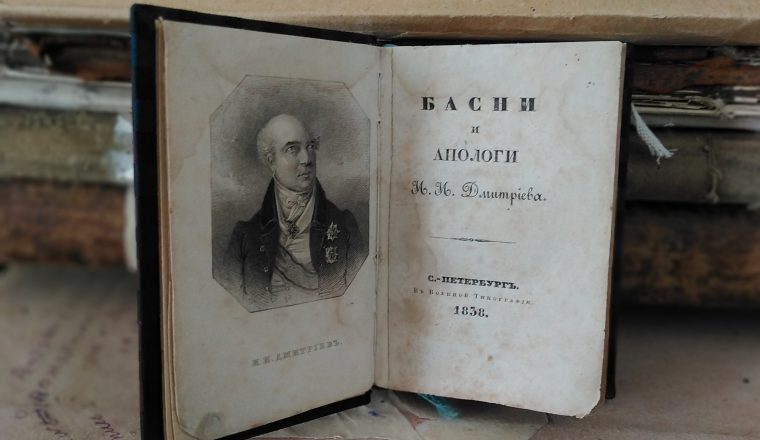 И. И. ДМИТРІЕВЪ.
БАСНИ
и
АПОЛОГИ
И. И. Дмитріева.
С.-ПЕТЕРБУРГЪ.
Въ Военной Типографіи.
1838.